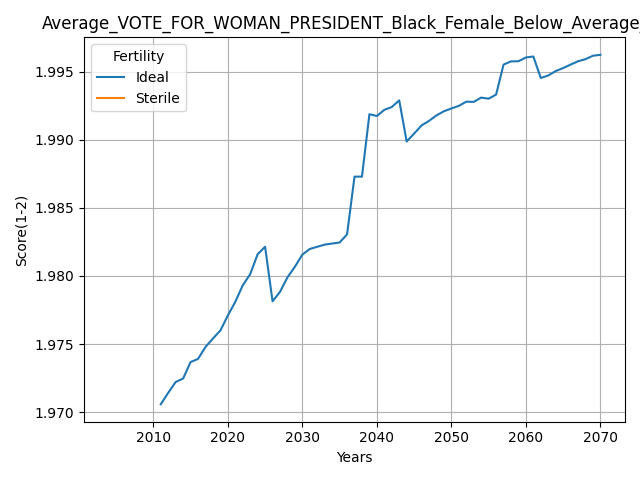 Average_VOTE_FOR_WOMAN_PRESIDENT_Black_Female_Below_Average_
Fertility
Ideal
Sterile
1.995
1.990
1.985
1.980
1.975
1.970
Score(1-2)
2010 2020 2030 2040 2050 2060 2070
Years